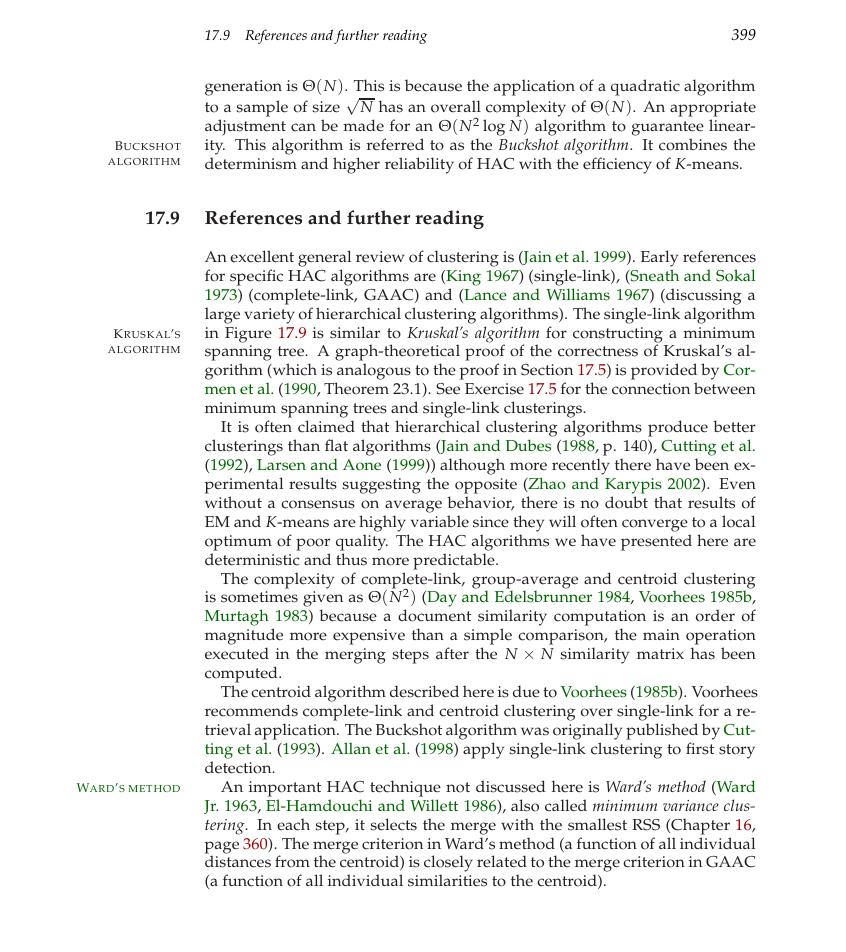 17.9 References and further reading 399
generation is Θ(N). This is because the application of a quadratic algorithm
to a sample of size √N has an overall complexity of Θ(N). An appropriate
adjustment can be made for an Θ(N² log N) algorithm to guarantee linear-
BUCKSHOT
ALGORITHM
ity. This algorithm is referred to as the Buckshot algorithm. It combines the
determinism and higher reliability of HAC with the efficiency of K-means.
17.9 References and further reading
An excellent general review of clustering is (Jain et al. 1999). Early references
for specific HAC algorithms are (King 1967) (single-link), (Sneath and Sokal
1973) (complete-link, GAAC) and (Lance and Williams 1967) (discussing a
large variety of hierarchical clustering algorithms). The single-link algorithm
KRUSKAL'S
ALGORITHM
in Figure 17.9 is similar to Kruskal's algorithm for constructing a minimum
spanning tree. A graph-theoretical proof of the correctness of Kruskal's al-
gorithm (which is analogous to the proof in Section 17.5) is provided by Cor-
men et al. (1990, Theorem 23.1). See Exercise 17.5 for the connection between
minimum spanning trees and single-link clusterings.
It is often claimed that hierarchical clustering algorithms produce better
clusterings than flat algorithms (Jain and Dubes (1988, p. 140), Cutting et al.
(1992), Larsen and Aone (1999)) although more recently there have been ex-
perimental results suggesting the opposite (Zhao and Karypis 2002). Even
without a consensus on average behavior, there is no doubt that results of
EM and K-means are highly variable since they will often converge to a local
optimum of poor quality. The HAC algorithms we have presented here are
deterministic and thus more predictable.
The complexity of complete-link, group-average and centroid clustering
is sometimes given as Θ(N²) (Day and Edelsbrunner 1984, Voorhees 1985b,
Murtagh 1983) because a document similarity computation is an order of
magnitude more expensive than a simple comparison, the main operation
executed in the merging steps after the N × N similarity matrix has been
computed.
The centroid algorithm described here is due to Voorhees (1985b). Voorhees
recommends complete-link and centroid clustering over single-link for a re-
trieval application. The Buckshot algorithm was originally published by Cut-
ting et al. (1993). Allan et al. (1998) apply single-link clustering to first story
detection.
WARD'S METHOD
An important HAC technique not discussed here is Ward's method (Ward
Jr. 1963, El-Hamdouchi and Willett 1986), also called minimum variance clus-
tering. In each step, it selects the merge with the smallest RSS (Chapter 16,
page 360). The merge criterion in Ward's method (a function of all individual
distances from the centroid) is closely related to the merge criterion in GAAC
(a function of all individual similarities to the centroid).